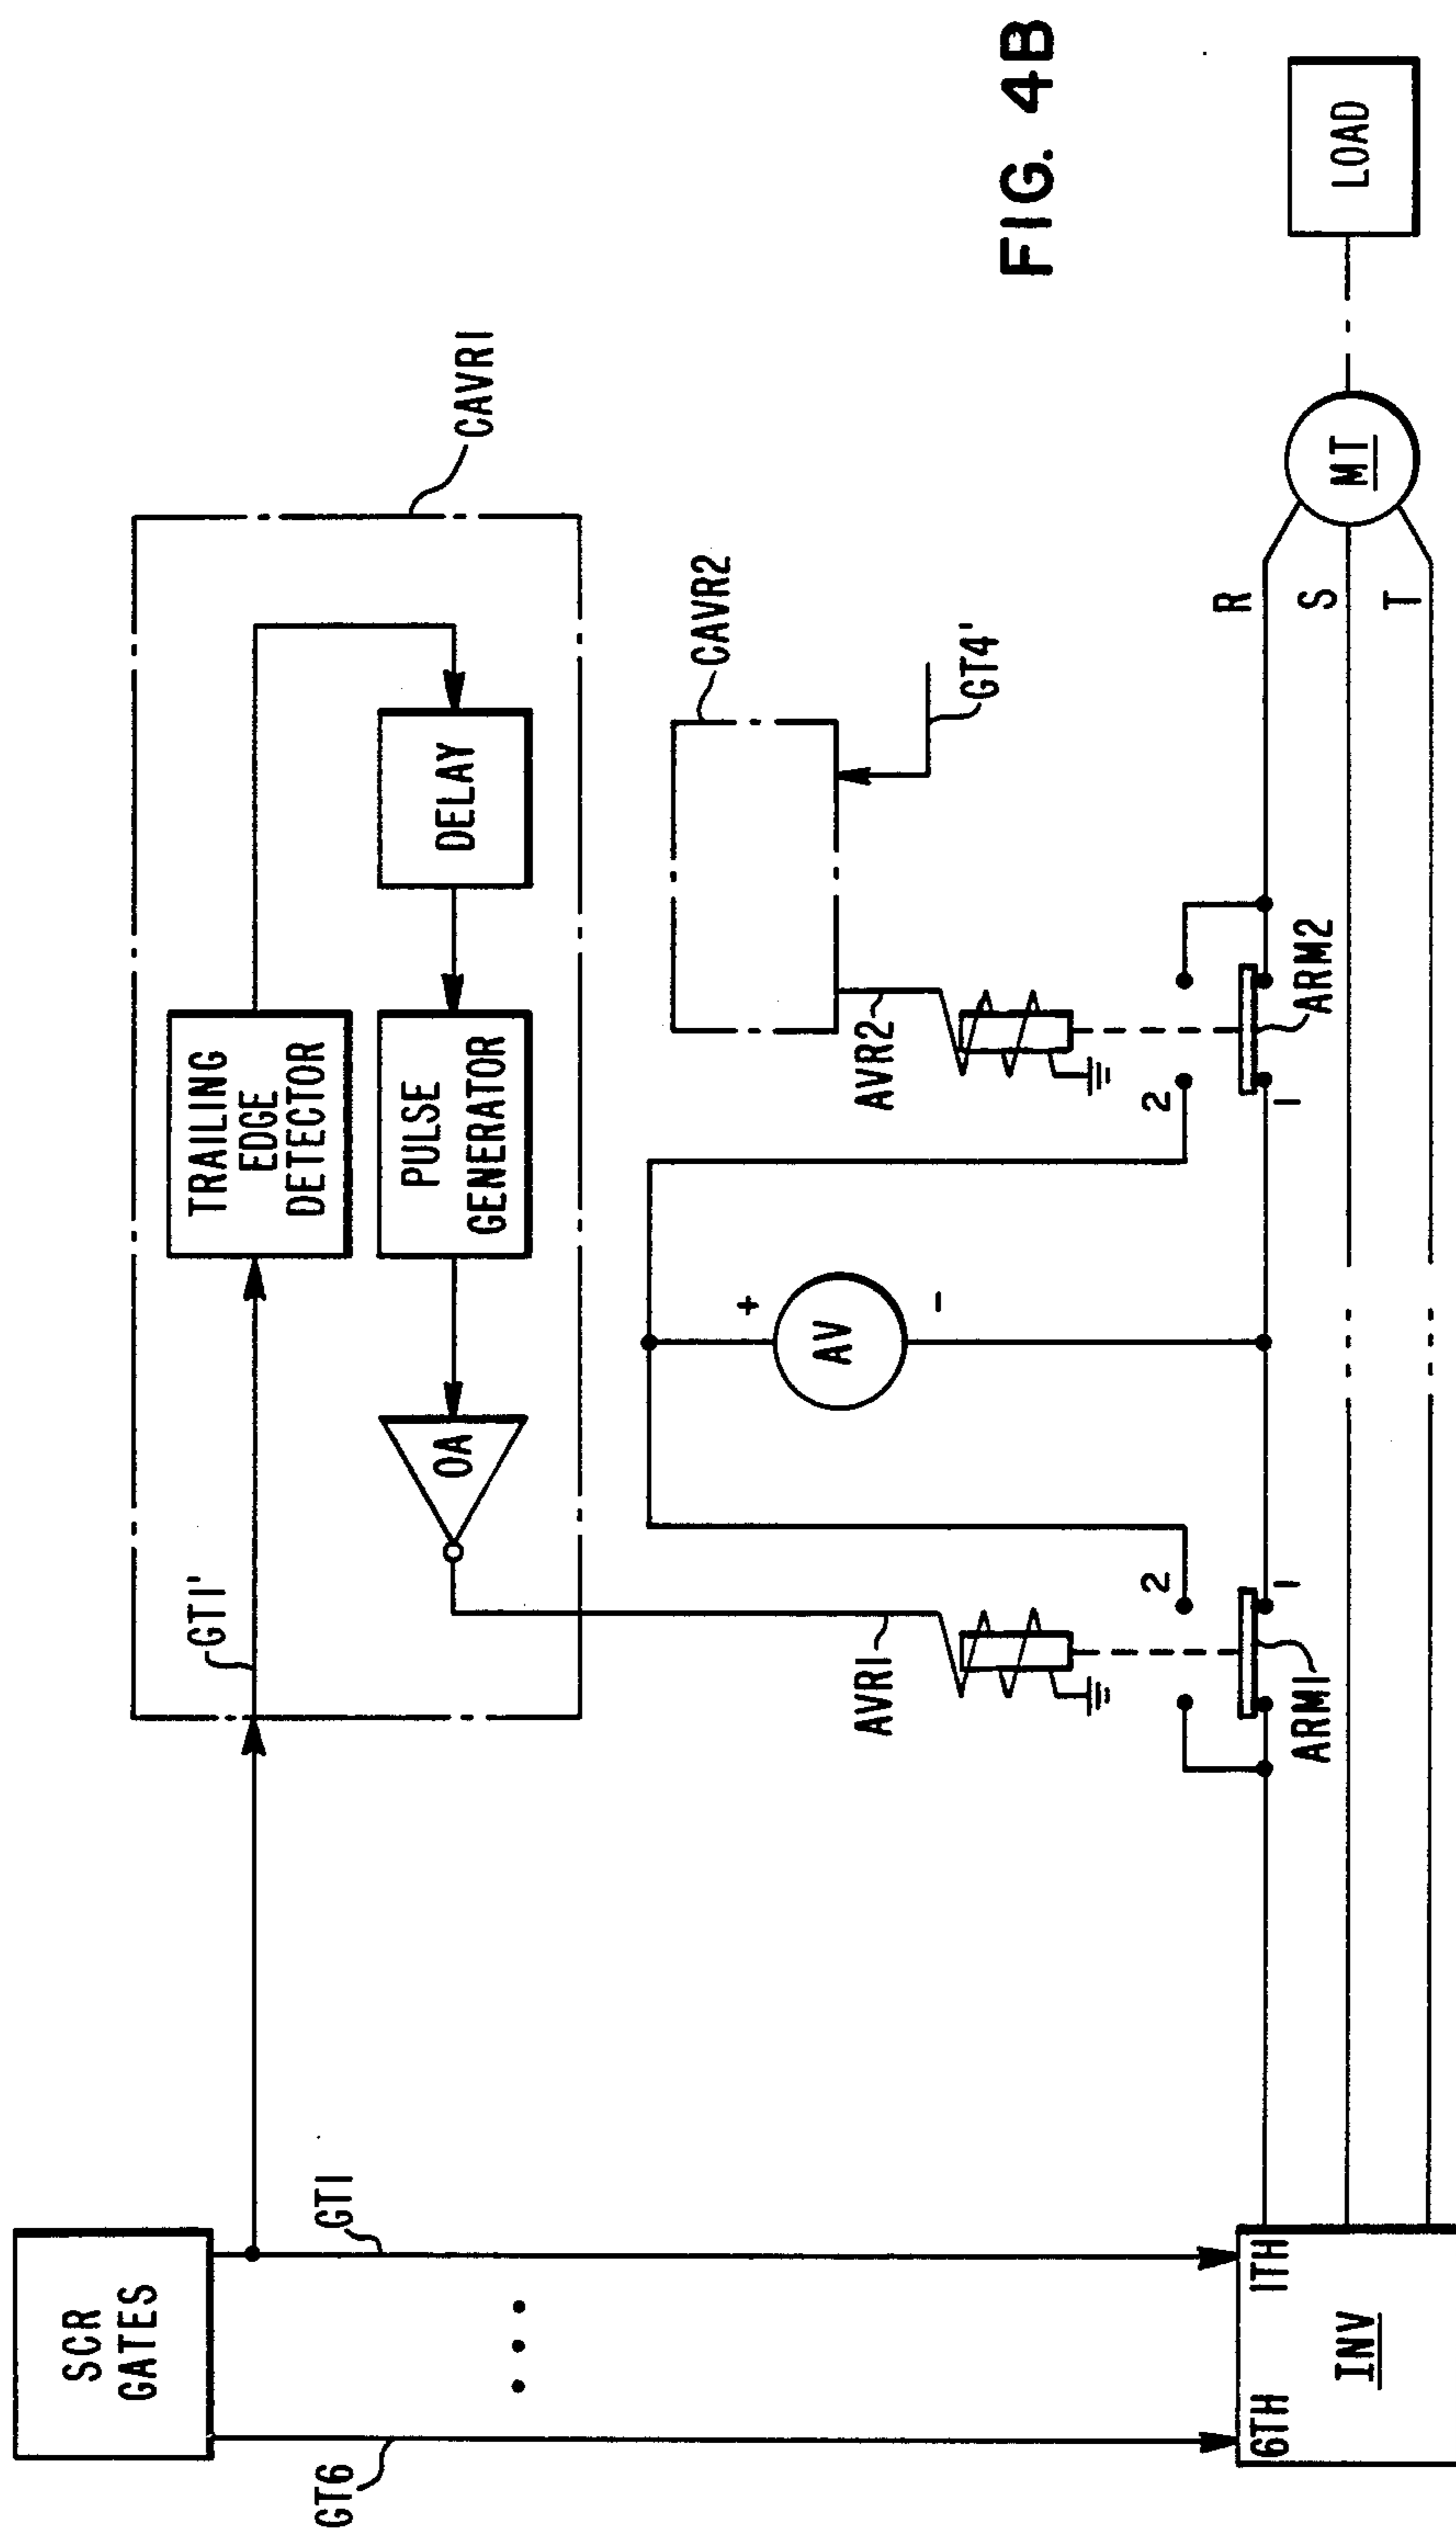 SCR
GATES
GT6
GT1
GT1'
TRAILING
EDGE
DETECTOR
DELAY
PULSE
GENERATOR
OA
CAVR1
CAVR2
GT4'
AVR1
AVR2
+
AV
-
2
1
ARM1
2
1
ARM2
6TH
1TH
INV
R
S
T
MT
LOAD
FIG. 4B